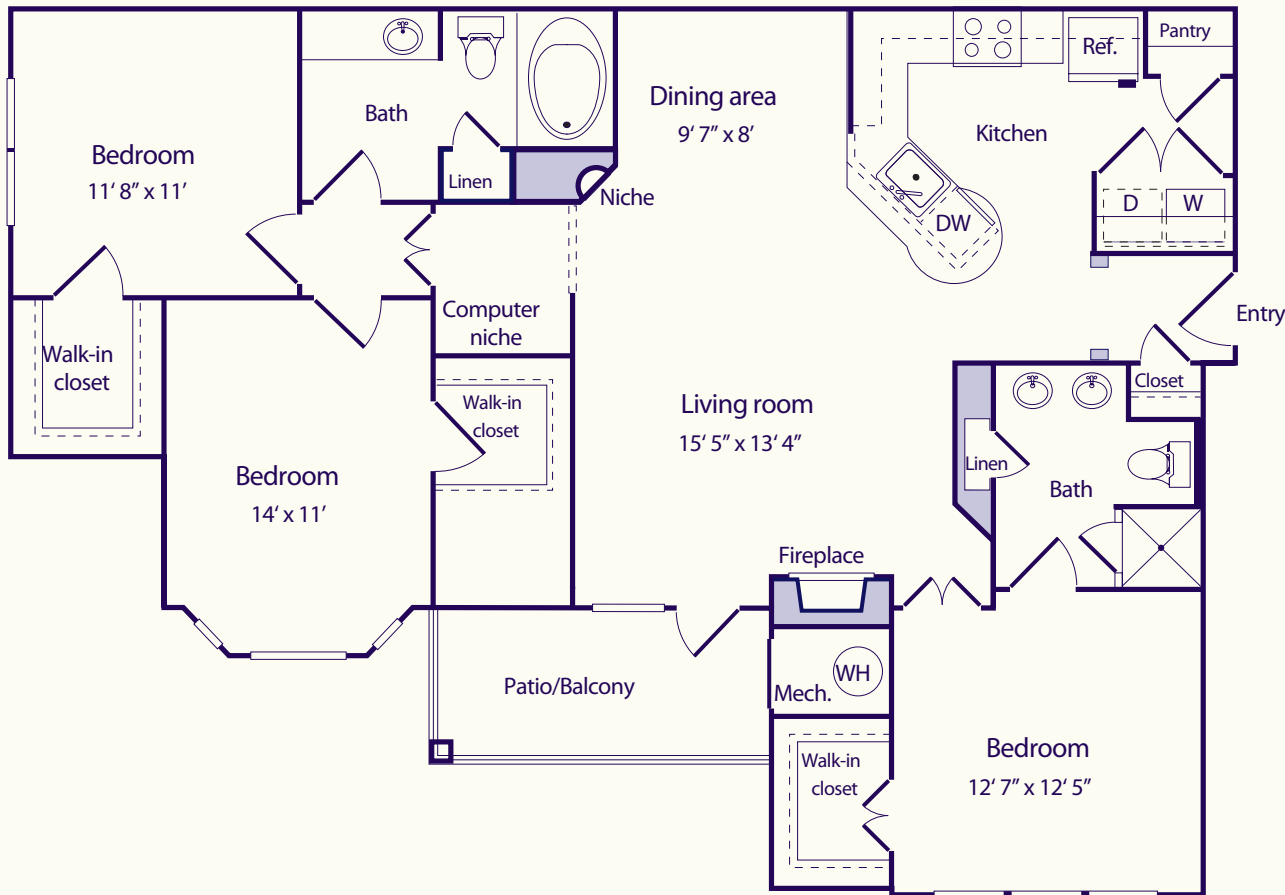 Pantry
Ref.
Dining area
9' 7" x 8'
Bath
Kitchen
Bedroom
11' 8" x 11'
Linen
Niche
D
W
DW
Computer
niche
Entry
Walk-in
closet
Closet
Walk-in
closet
Living room
15' 5" x 13' 4"
Linen
Bath
Bedroom
14' x 11'
Fireplace
Patio/Balcony
WH
Mech.
Walk-in
closet
Bedroom
12' 7" x 12' 5"